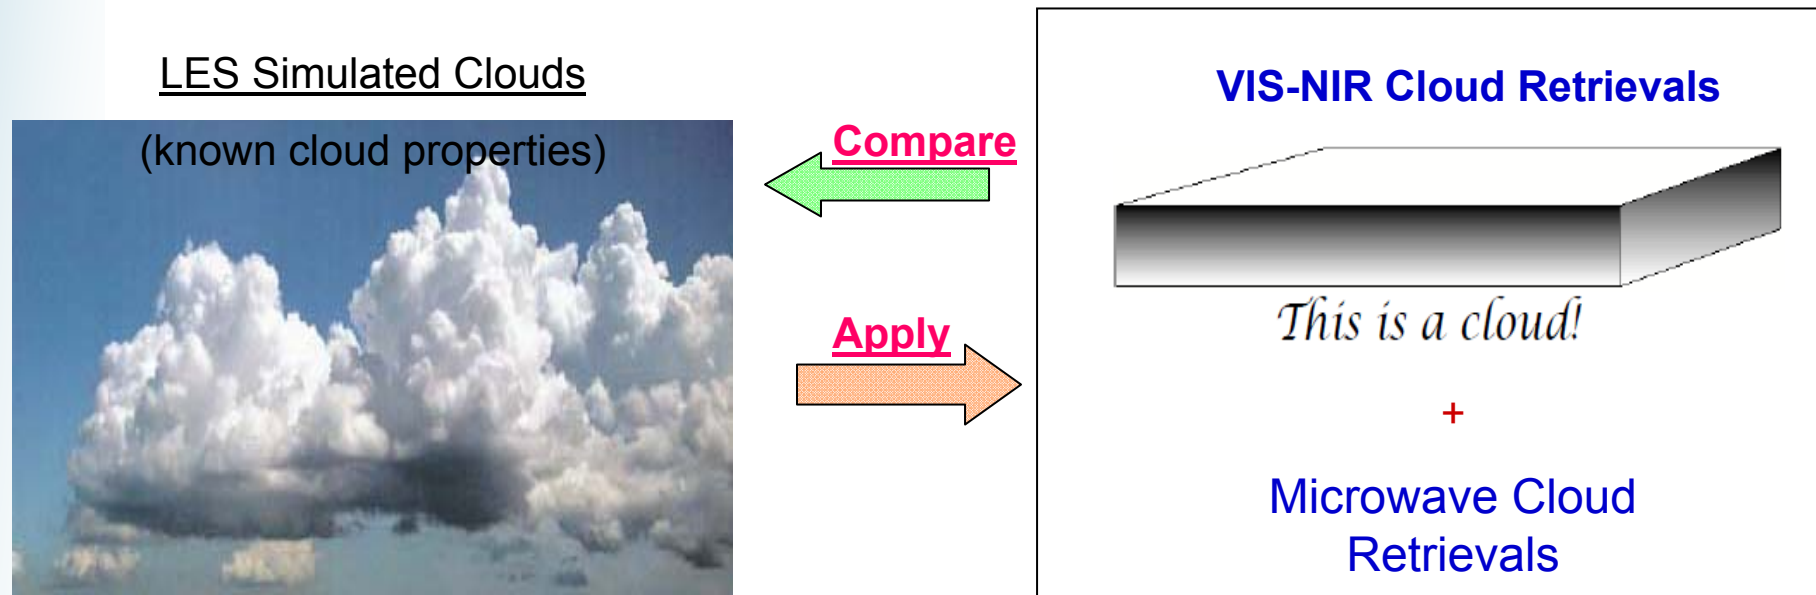 LES Simulated Clouds
(known cloud properties)
Compare
Apply
VIS-NIR Cloud Retrievals
This is a cloud!
+
Microwave Cloud
Retrievals